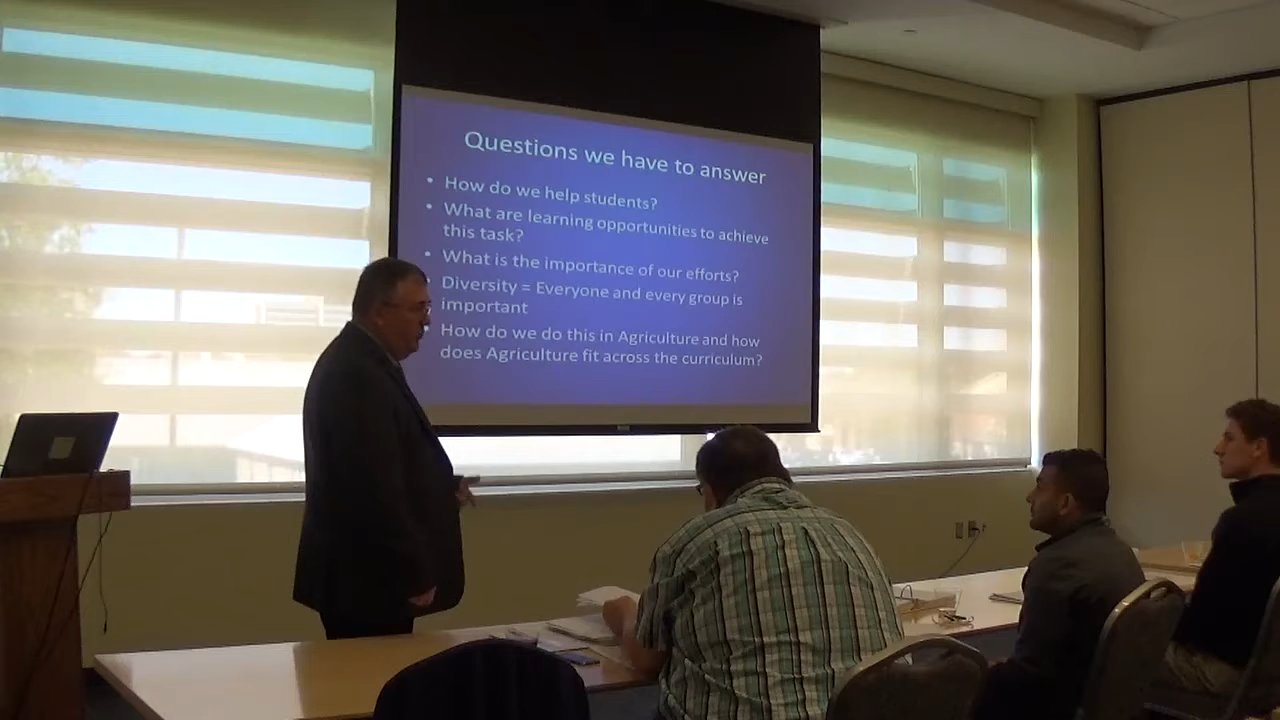 Questions we have to answer
• How do we help students?
• What are learning opportunities to achieve
this task?
• What is the importance of our efforts?
Diversity = Everyone and every group is
important
How do we do this in Agriculture and how
does Agriculture fit across the curriculum?